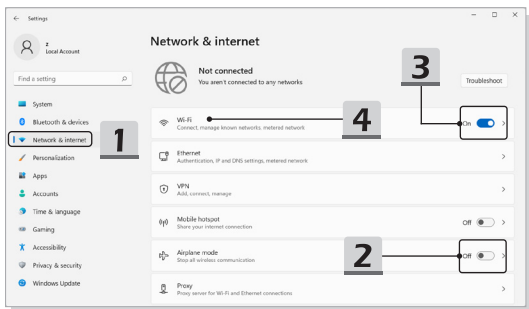 Settings
z
Local Account
Find a setting
System
Bluetooth & devices
Network & internet
Personalization
Apps
Accounts
Time & language
Gaming
Accessibility
Privacy & security
Windows Update
1
Network & internet
Not connected
You aren't connected to any networks
3
Troubleshoot
Wi-Fi
Connect, manage known networks, metered network
4
On
Ethernet
Authentication, IP and DNS settings, metered network
VPN
Add, connect, manage
Mobile hotspot
Share your internet connection
Off
Airplane mode
Stop all wireless communication
2
Off
Proxy
Proxy server for Wi-Fi and Ethernet connections